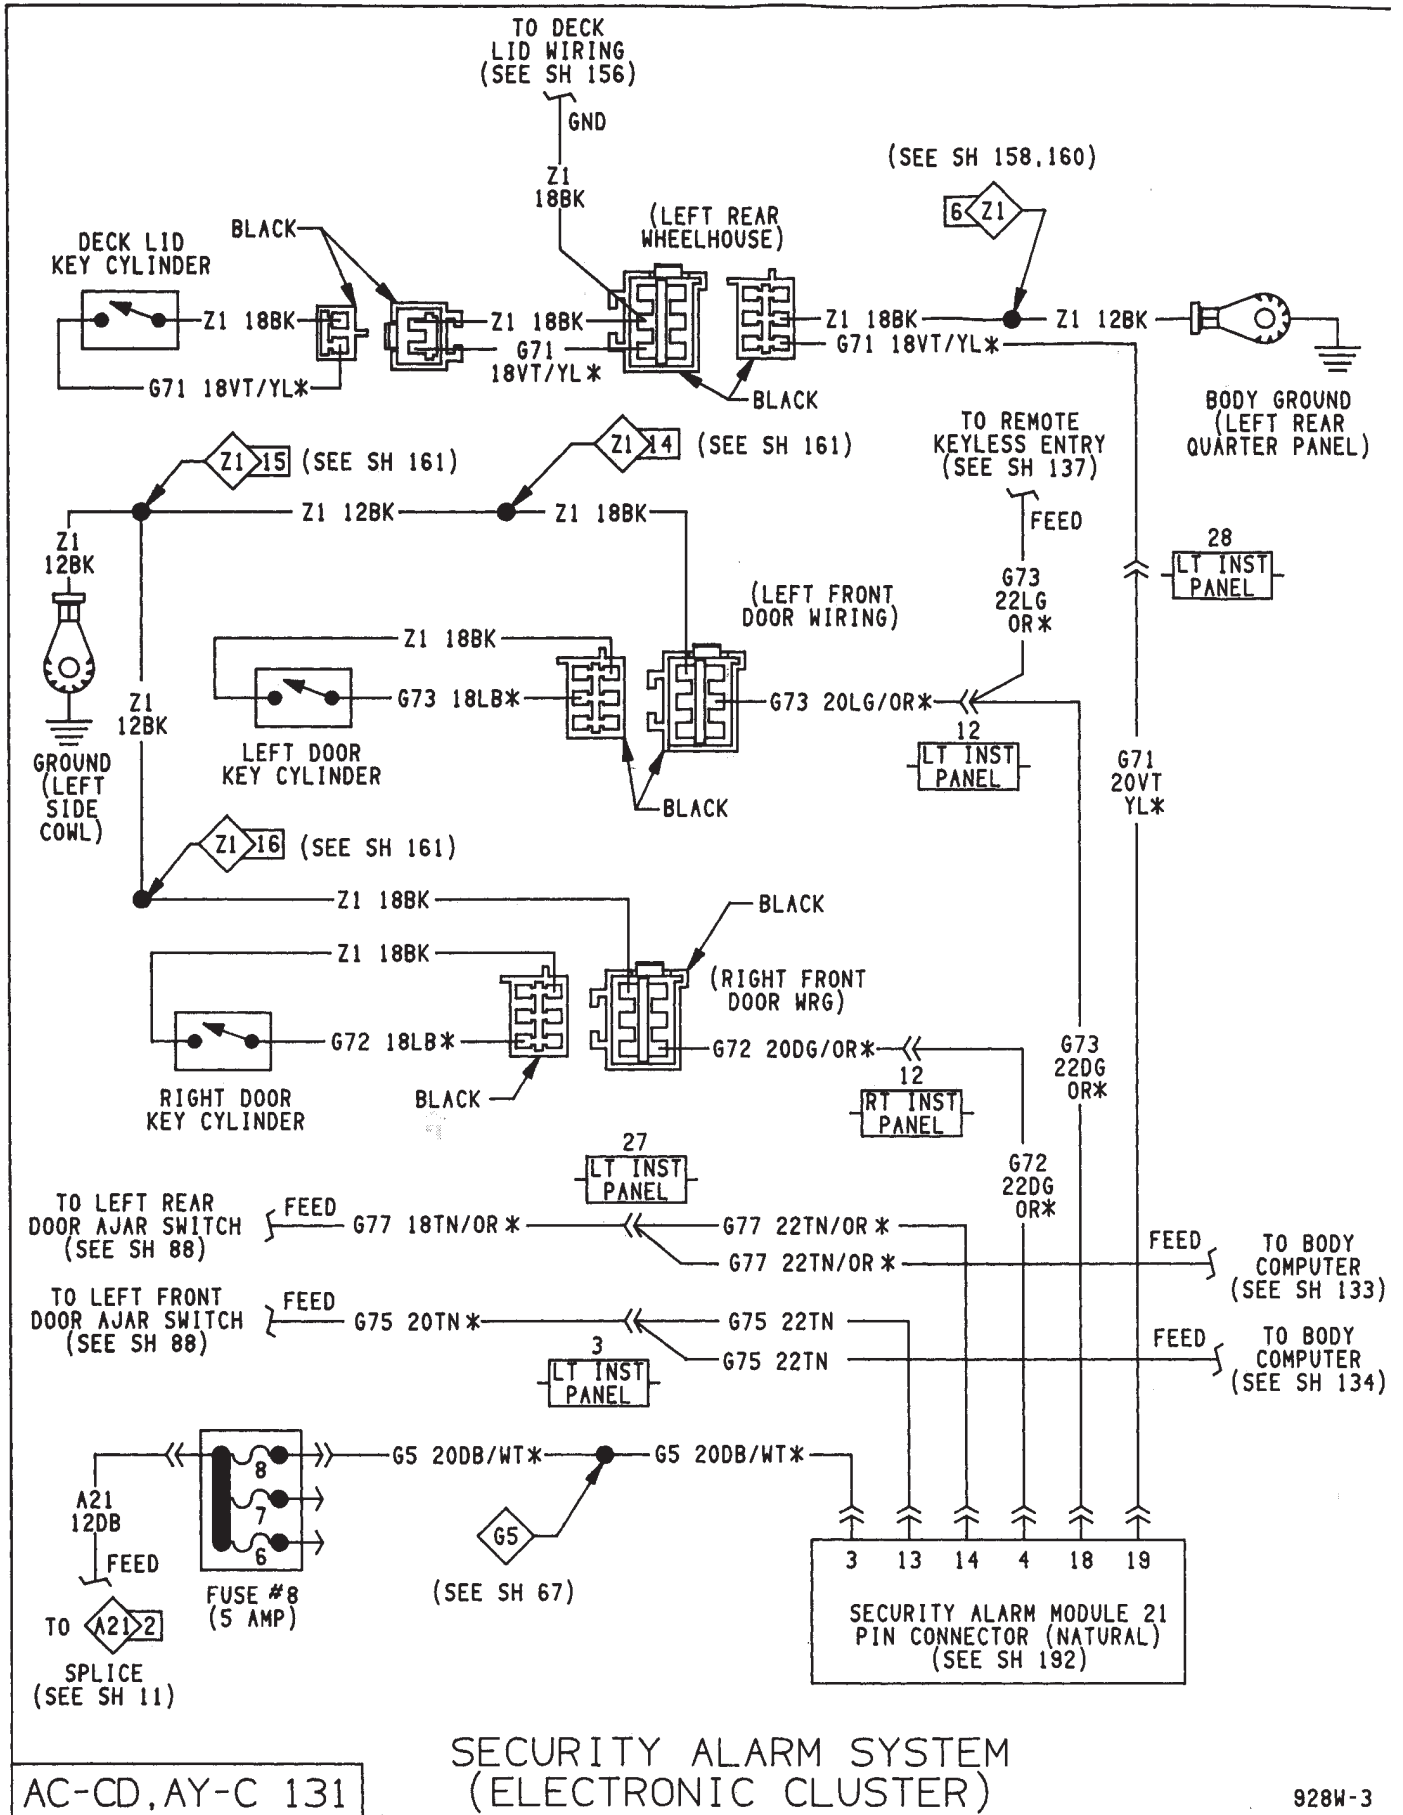 TO DECK
LID WIRING
(SEE SH 156)
GND
Z1
18BK
(SEE SH 158,160)
6 Z1
(LEFT REAR
WHEELHOUSE)
BLACK
DECK LID
KEY CYLINDER
Z1 18BK
Z1 18BK
Z1 18BK
Z1 12BK
G71
18VT/YL*
G71 18VT/YL*
G71 18VT/YL*
BLACK
BODY GROUND
(LEFT REAR
QUARTER PANEL)
TO REMOTE
KEYLESS ENTRY
(SEE SH 137)
FEED
Z1 15 (SEE SH 161)
Z1 14 (SEE SH 161)
Z1 12BK
Z1 18BK
Z1
12BK
28
LT INST
PANEL
G73
22LG
OR*
(LEFT FRONT
DOOR WIRING)
Z1 18BK
G73 18LB*
G73 20LG/OR*
12
LT INST
PANEL
Z1
12BK
LEFT DOOR
KEY CYLINDER
GROUND
(LEFT
SIDE
COWL)
BLACK
G71
20VT
YL*
Z1 16 (SEE SH 161)
Z1 18BK
BLACK
Z1 18BK
(RIGHT FRONT
DOOR WRG)
G72 18LB*
G72 20DG/OR*
12
RT INST
PANEL
G73
22DG
OR*
RIGHT DOOR
KEY CYLINDER
BLACK
27
LT INST
PANEL
G72
22DG
OR*
TO LEFT REAR
DOOR AJAR SWITCH
(SEE SH 88)
FEED
G77 18TN/OR*
G77 22TN/OR*
G77 22TN/OR*
FEED
TO BODY
COMPUTER
(SEE SH 133)
TO LEFT FRONT
DOOR AJAR SWITCH
(SEE SH 88)
FEED
G75 20TN*
G75 22TN
G75 22TN
FEED
TO BODY
COMPUTER
(SEE SH 134)
3
LT INST
PANEL
8
7
6
G5 20DB/WT*
G5 20DB/WT*
A21
12DB
FEED
G5
(SEE SH 67)
FUSE #8
(5 AMP)
TO A21 2
SPLICE
(SEE SH 11)
3 13 14 4 18 19
SECURITY ALARM MODULE 21
PIN CONNECTOR (NATURAL)
(SEE SH 192)
SECURITY ALARM SYSTEM
(ELECTRONIC CLUSTER)
AC-CD,AY-C 131
928W-3